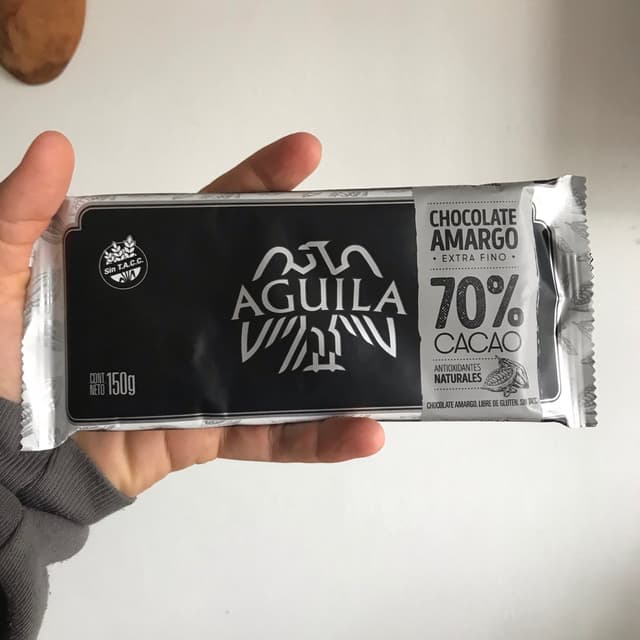 Sin T.A.C.C.
AGUILA
CONT.
NETO 150g
CHOCOLATE
AMARGO
• EXTRA FINO •
70%
CACAO
ANTIOXIDANTES
NATURALES
CHOCOLATE AMARGO. LIBRE DE GLUTEN. SIN TACC